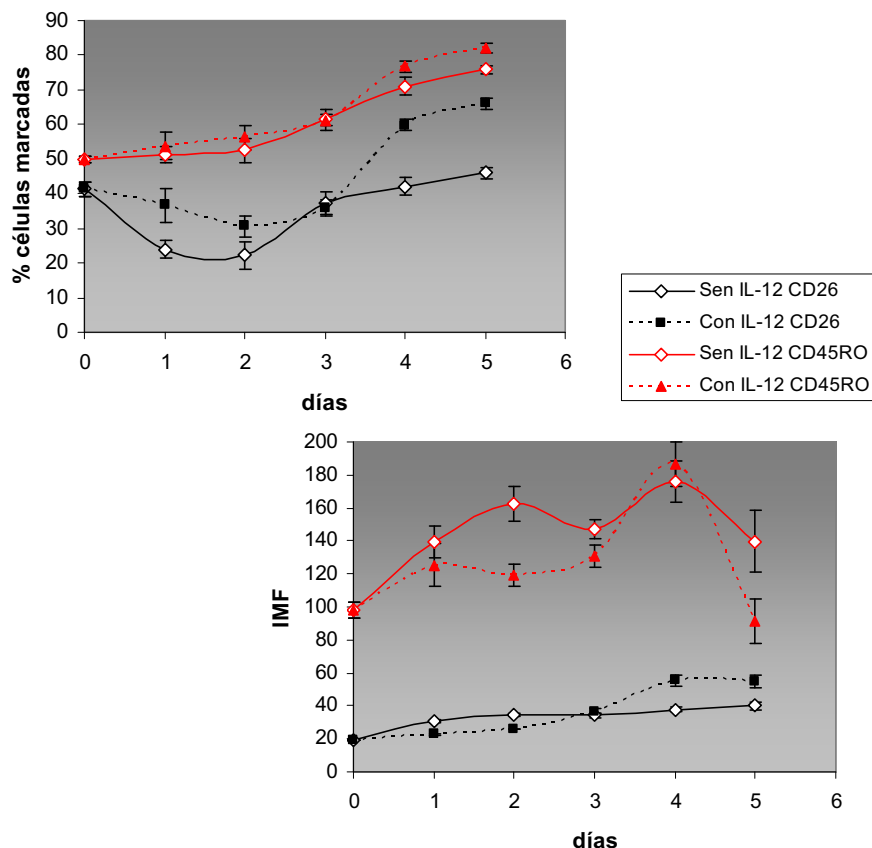 90
80
70
60
50
40
30
20
10
0
% células marcadas
0 1 2 3 4 5 6
días
Sen IL-12 CD26
Con IL-12 CD26
Sen IL-12 CD45RO
Con IL-12 CD45RO
200
180
160
140
120
100
80
60
40
20
0
IMF
0 1 2 3 4 5 6
días